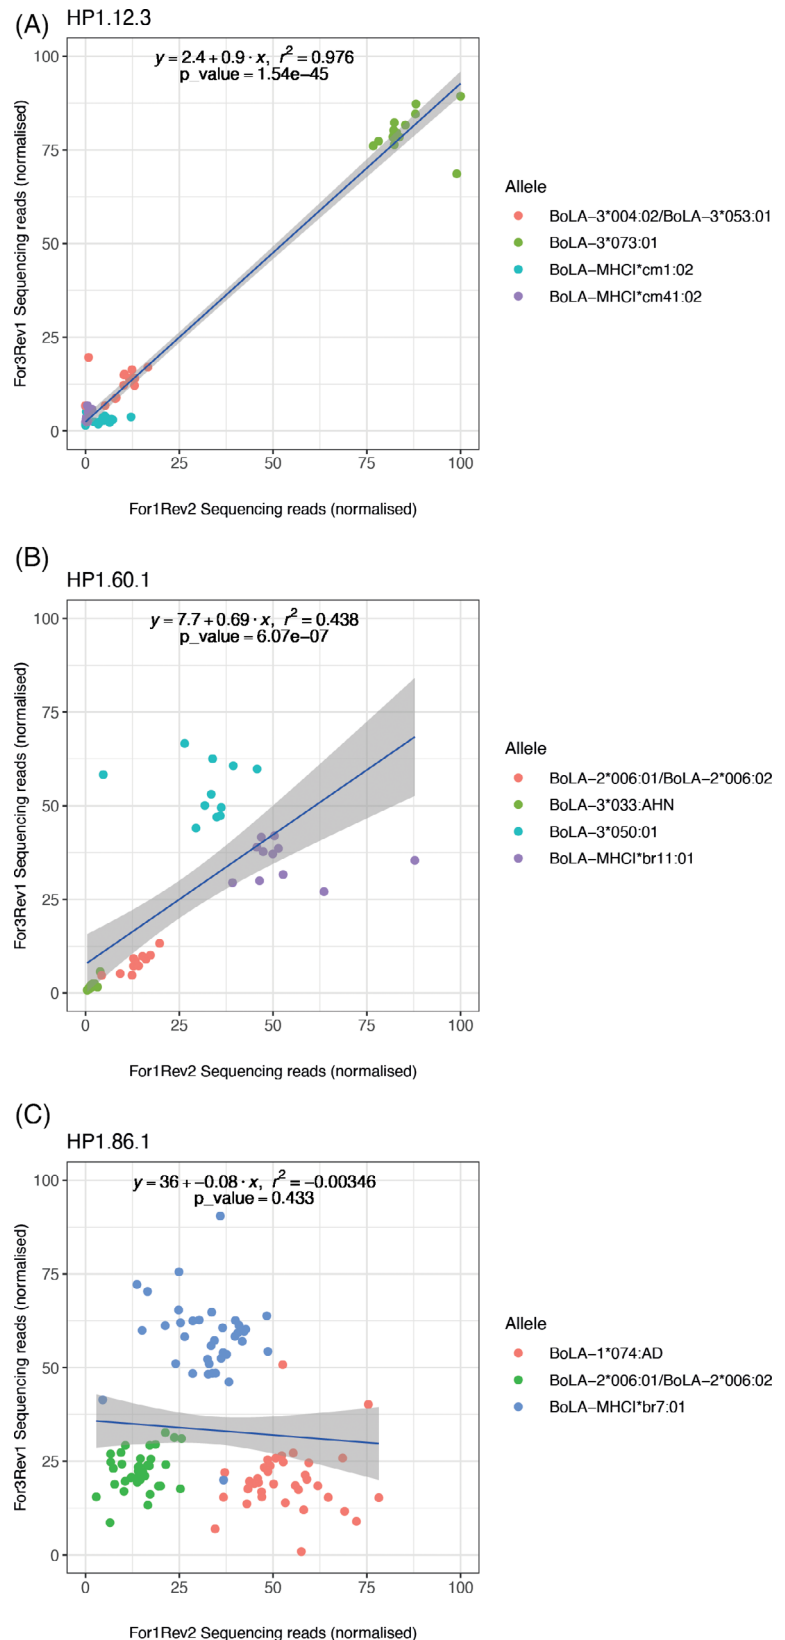 (A) HP1.12.3
y = 2.4 + 0.9 · x, r² = 0.976
p_value = 1.54e−45
100
75
50
25
0
For3Rev1 Sequencing reads (normalised)
0 25 50 75 100
For1Rev2 Sequencing reads (normalised)
Allele
BoLA−3*004:02/BoLA−3*053:01
BoLA−3*073:01
BoLA−MHCI*cm1:02
BoLA−MHCI*cm41:02
(B)
HP1.60.1
y = 7.7 + 0.69 · x, r² = 0.438
p_value = 6.07e−07
100
75
50
25
0
For3Rev1 Sequencing reads (normalised)
0 25 50 75 100
For1Rev2 Sequencing reads (normalised)
Allele
BoLA−2*006:01/BoLA−2*006:02
BoLA−3*033:AHN
BoLA−3*050:01
BoLA−MHCI*br11:01
(C)
HP1.86.1
y = 36 + −0.08 · x, r² = −0.00346
p_value = 0.433
100
75
50
25
0
For3Rev1 Sequencing reads (normalised)
0 25 50 75 100
For1Rev2 Sequencing reads (normalised)
Allele
BoLA−1*074:AD
BoLA−2*006:01/BoLA−2*006:02
BoLA−MHCI*br7:01